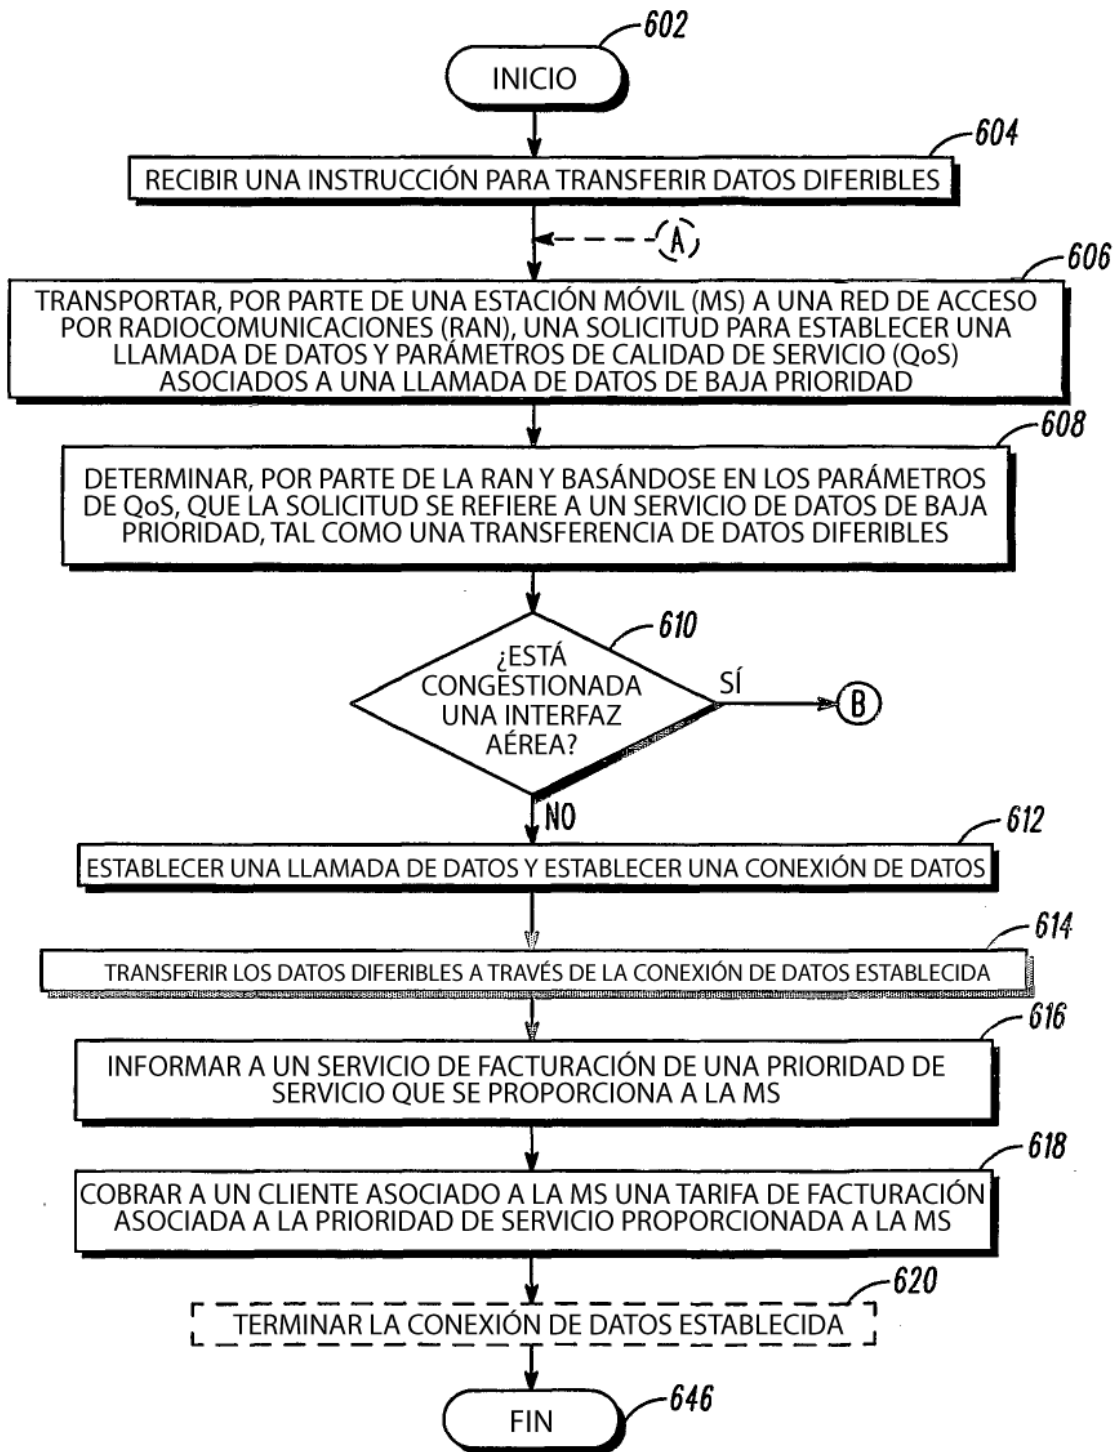 602
INICIO
604
RECIBIR UNA INSTRUCCIÓN PARA TRANSFERIR DATOS DIFERIBLES
A
606
TRANSPORTAR, POR PARTE DE UNA ESTACIÓN MÓVIL (MS) A UNA RED DE ACCESO
POR RADIOCOMUNICACIONES (RAN), UNA SOLICITUD PARA ESTABLECER UNA
LLAMADA DE DATOS Y PARÁMETROS DE CALIDAD DE SERVICIO (QoS)
ASOCIADOS A UNA LLAMADA DE DATOS DE BAJA PRIORIDAD
608
DETERMINAR, POR PARTE DE LA RAN Y BASÁNDOSE EN LOS PARÁMETROS
DE QoS, QUE LA SOLICITUD SE REFIERE A UN SERVICIO DE DATOS DE BAJA
PRIORIDAD, TAL COMO UNA TRANSFERENCIA DE DATOS DIFERIBLES
610
¿ESTÁ
CONGESTIONADA
UNA INTERFAZ
AÉREA?
SÍ
B
NO
612
ESTABLECER UNA LLAMADA DE DATOS Y ESTABLECER UNA CONEXIÓN DE DATOS
614
TRANSFERIR LOS DATOS DIFERIBLES A TRAVÉS DE LA CONEXIÓN DE DATOS ESTABLECIDA
616
INFORMAR A UN SERVICIO DE FACTURACIÓN DE UNA PRIORIDAD DE
SERVICIO QUE SE PROPORCIONA A LA MS
618
COBRAR A UN CLIENTE ASOCIADO A LA MS UNA TARIFA DE FACTURACIÓN
ASOCIADA A LA PRIORIDAD DE SERVICIO PROPORCIONADA A LA MS
620
TERMINAR LA CONEXIÓN DE DATOS ESTABLECIDA
FIN
646